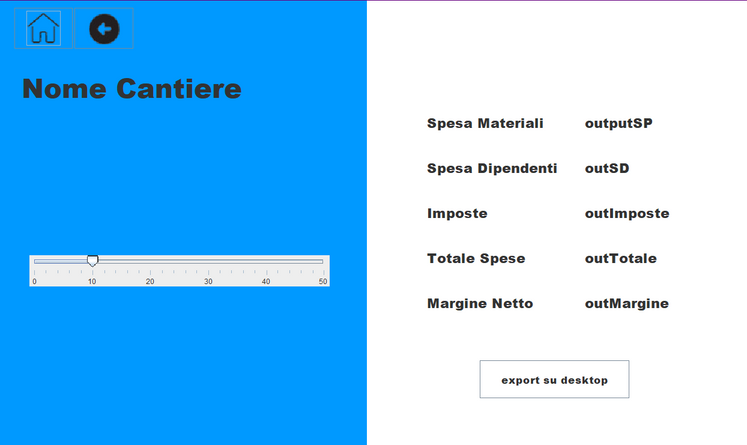 Nome Cantiere
0 10 20 30 40 50
Spesa Materiali outputSP
Spesa Dipendenti outSD
Imposte outImposte
Totale Spese outTotale
Margine Netto outMargine
export su desktop